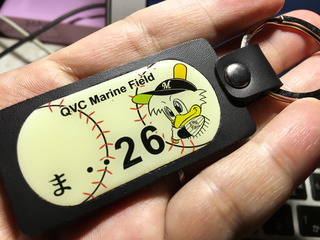 QVC Marine Field
M
..26
ま